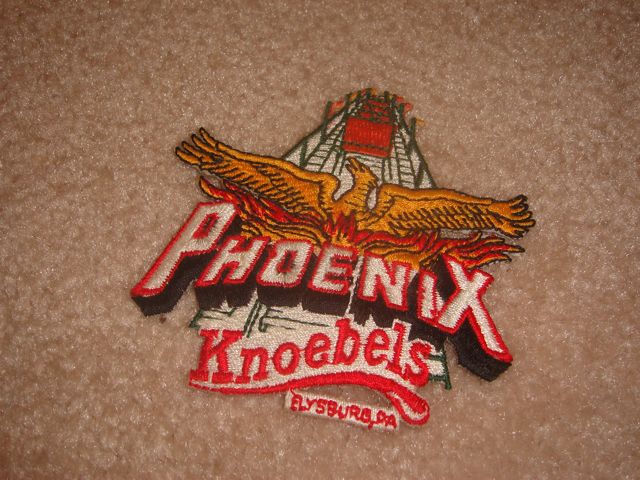 PHOENIX
Knoebels
ELYSBURG, PA